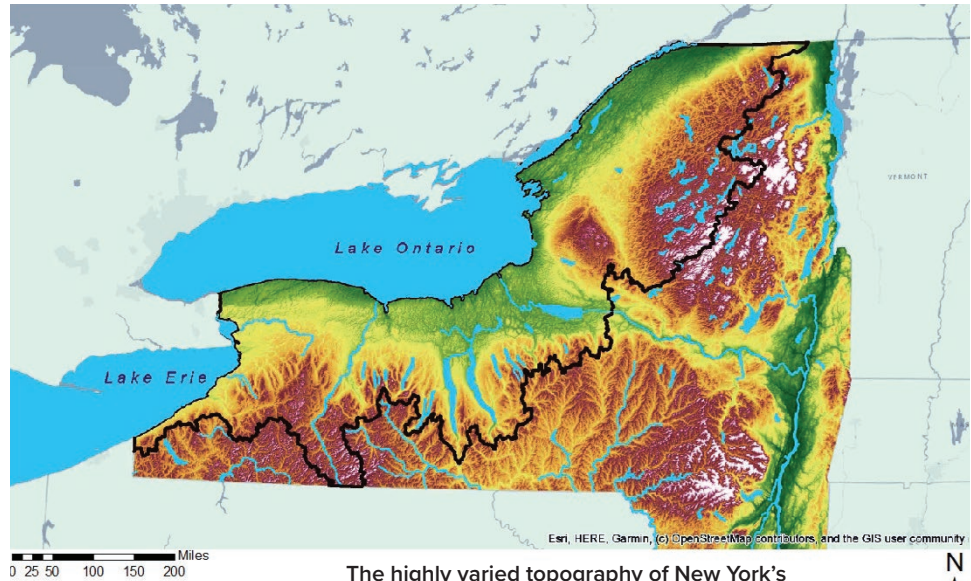 VERMONT
Lake Ontario
Lake Erie
Esri, HERE, Garmin, (c) OpenStreetMap contributors, and the GIS user community
Miles
0 25 50 100 150 200
N
The highly varied topography of New York's